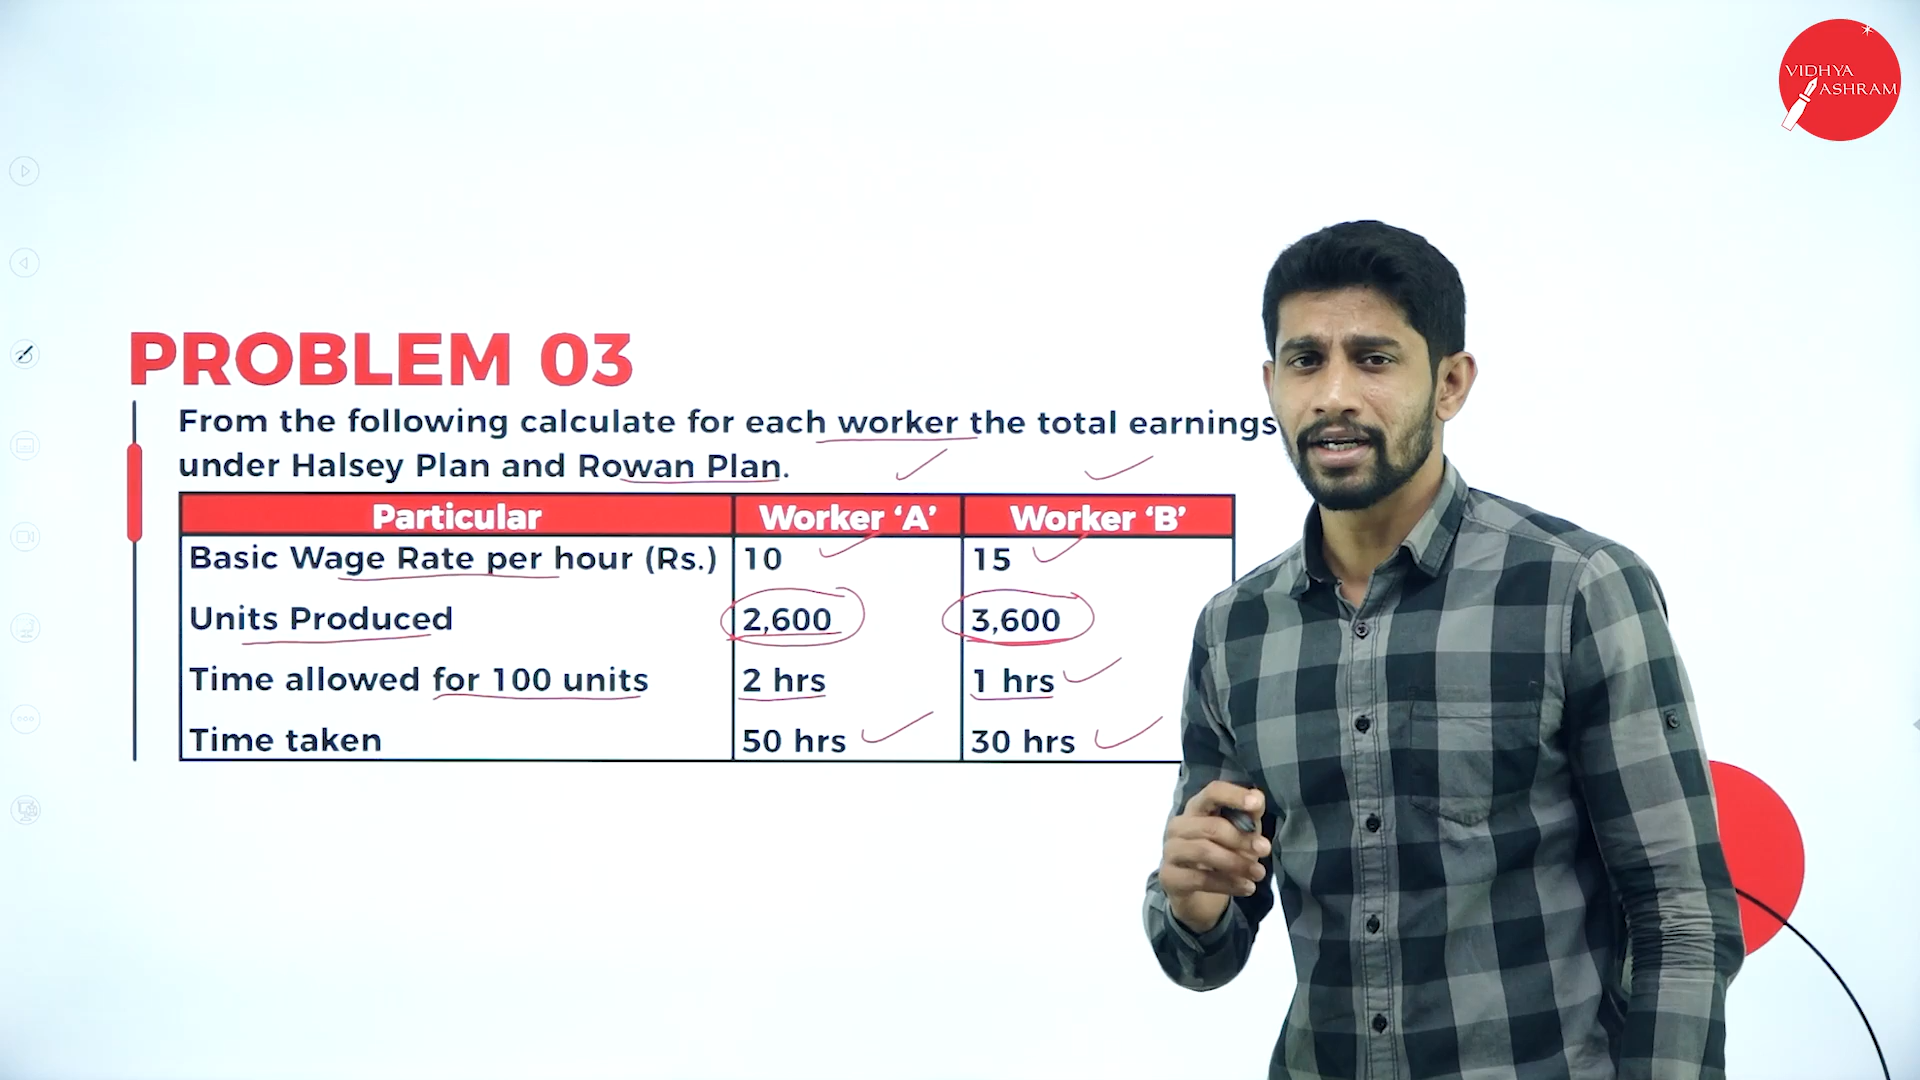 VIDHYA
ASHRAM
PROBLEM 03
From the following calculate for each worker the total earnings
under Halsey Plan and Rowan Plan.
Particular Worker ‘A’ Worker ‘B’
Basic Wage Rate per hour (Rs.) 10 15
Units Produced 2,600 3,600
Time allowed for 100 units 2 hrs 1 hrs
Time taken 50 hrs 30 hrs